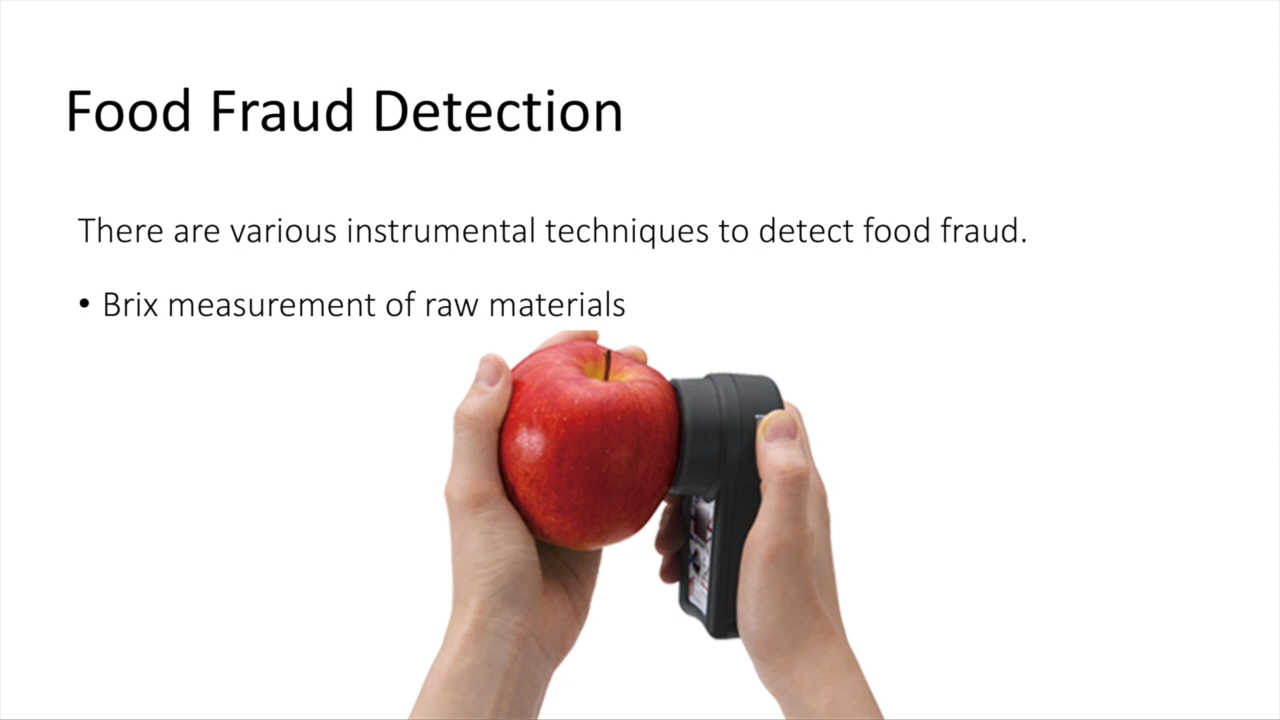 Food Fraud Detection
There are various instrumental techniques to detect food fraud.
• Brix measurement of raw materials